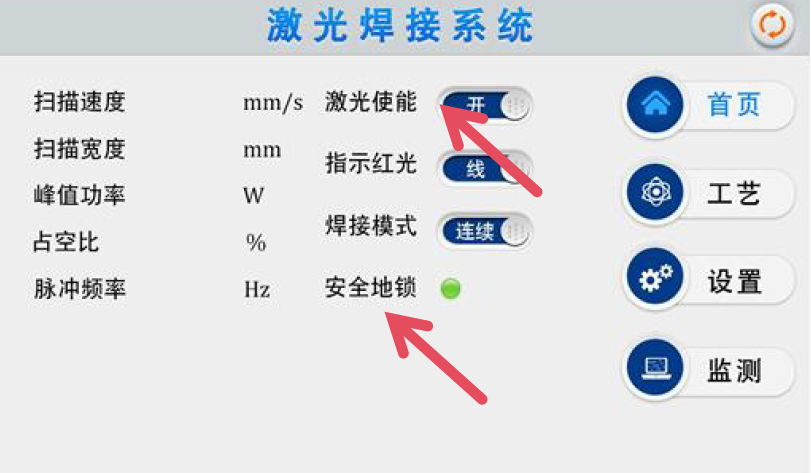 激光焊接系统
扫描速度 mm/s 激光使能 开 首页
扫描宽度 mm 指示红光 线
峰值功率 W 工艺
占空比 % 焊接模式 连续
脉冲频率 Hz 安全地锁 设置
监测